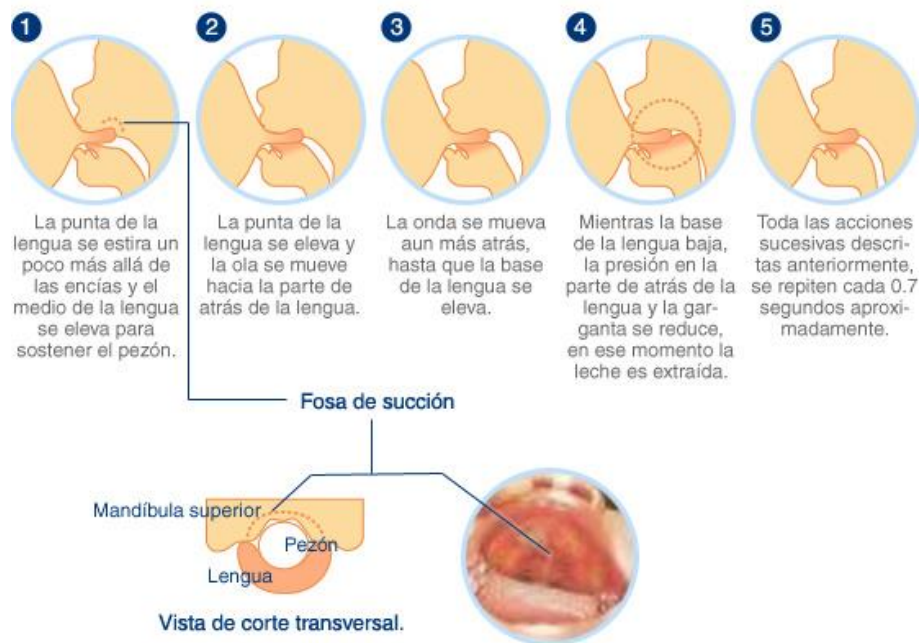 1
La punta de la
lengua se estira un
poco más allá de
las encías y el
medio de la lengua
se eleva para
sostener el pezón.
2
La punta de la
lengua se eleva y
la ola se mueve
hacia la parte de
atrás de la lengua.
3
La onda se mueva
aun más atrás,
hasta que la base
de la lengua se
eleva.
4
Mientras la base
de la lengua baja,
la presión en la
parte de atrás de la
lengua y la gar-
ganta se reduce,
en ese momento la
leche es extraída.
5
Toda las acciones
sucesivas descri-
tas anteriormente,
se repiten cada 0.7
segundos aproxi-
madamente.
Fosa de succión
Mandíbula superior
Pezón
Lengua
Vista de corte transversal.